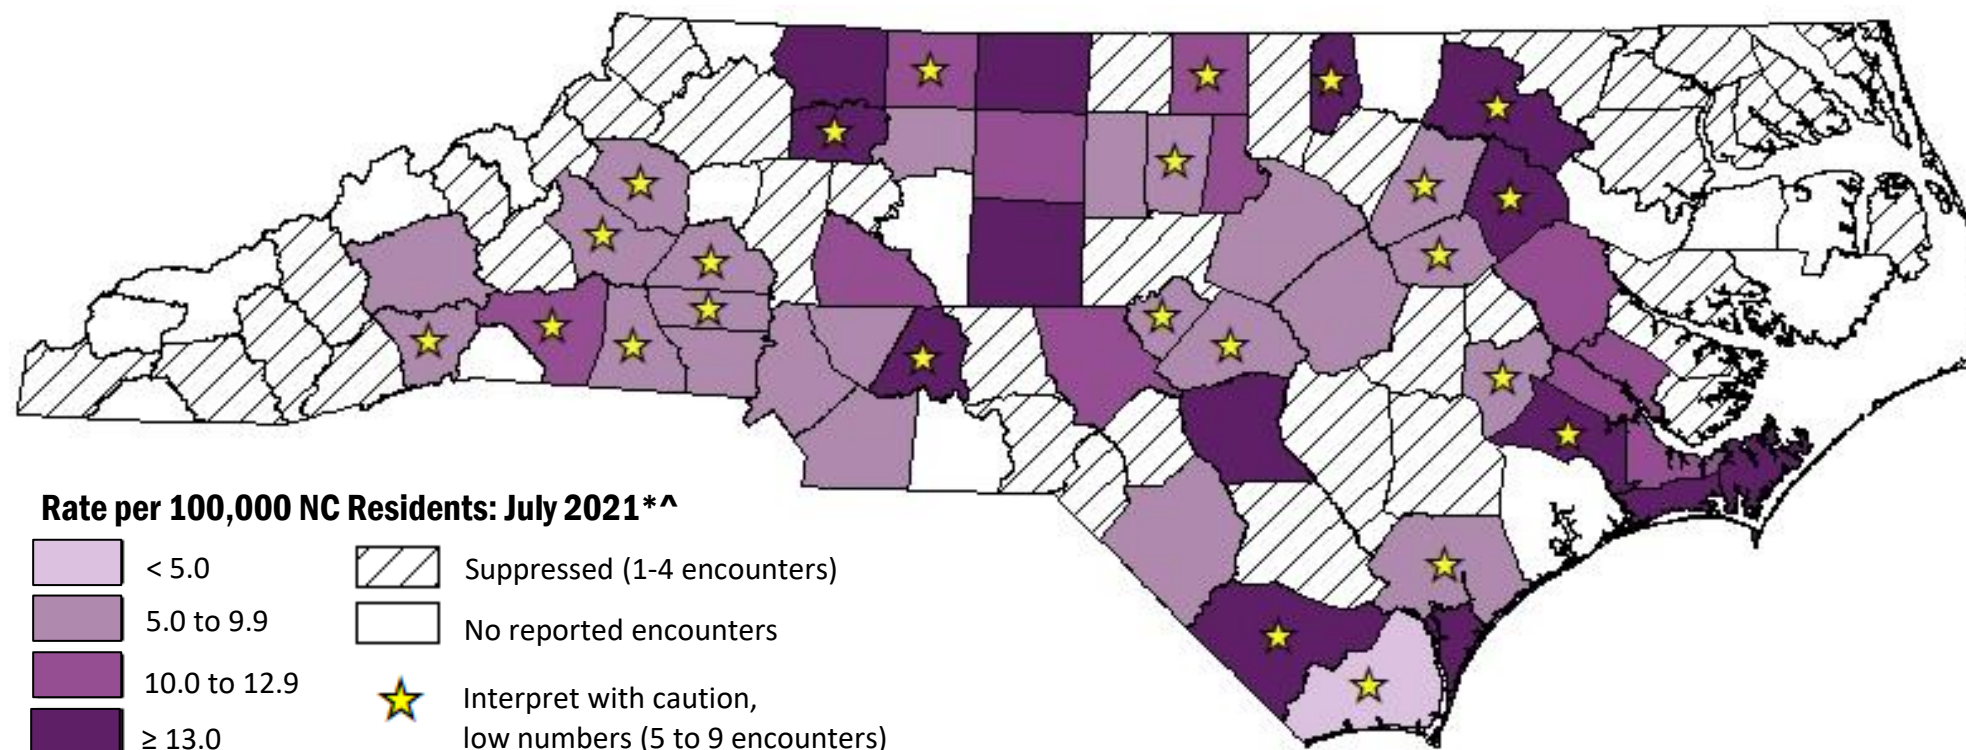 Rate per 100,000 NC Residents: July 2021*^
< 5.0
5.0 to 9.9
10.0 to 12.9
≥ 13.0
Suppressed (1-4 encounters)
No reported encounters
Interpret with caution,
low numbers (5 to 9 encounters)